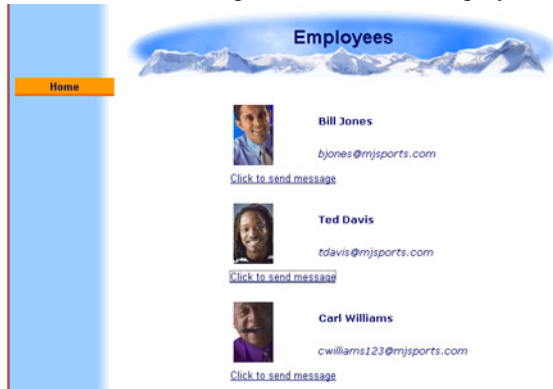 Employees
Home
Bill Jones
bjones@mjsports.com
Click to send message
Ted Davis
tdavis@mjsports.com
Click to send message
Carl Williams
cwilliams123@mjsports.com
Click to send message